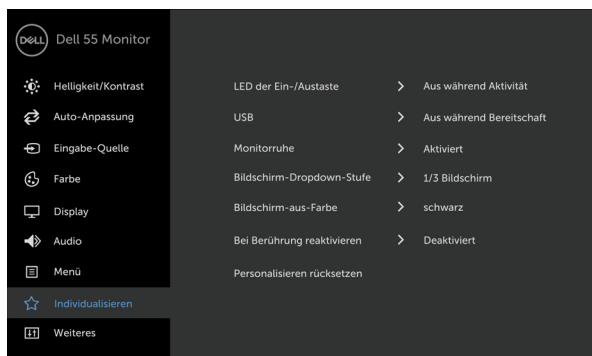 DELL Dell 55 Monitor
Helligkeit/Kontrast
Auto-Anpassung
Eingabe-Quelle
Farbe
Display
Audio
Menü
Individualisieren
Weiteres
LED der Ein-/Austaste Aus während Aktivität
USB Aus während Bereitschaft
Monitorruhe Aktiviert
Bildschirm-Dropdown-Stufe 1/3 Bildschirm
Bildschirm-aus-Farbe schwarz
Bei Berührung reaktivieren Deaktiviert
Personalisieren rücksetzen